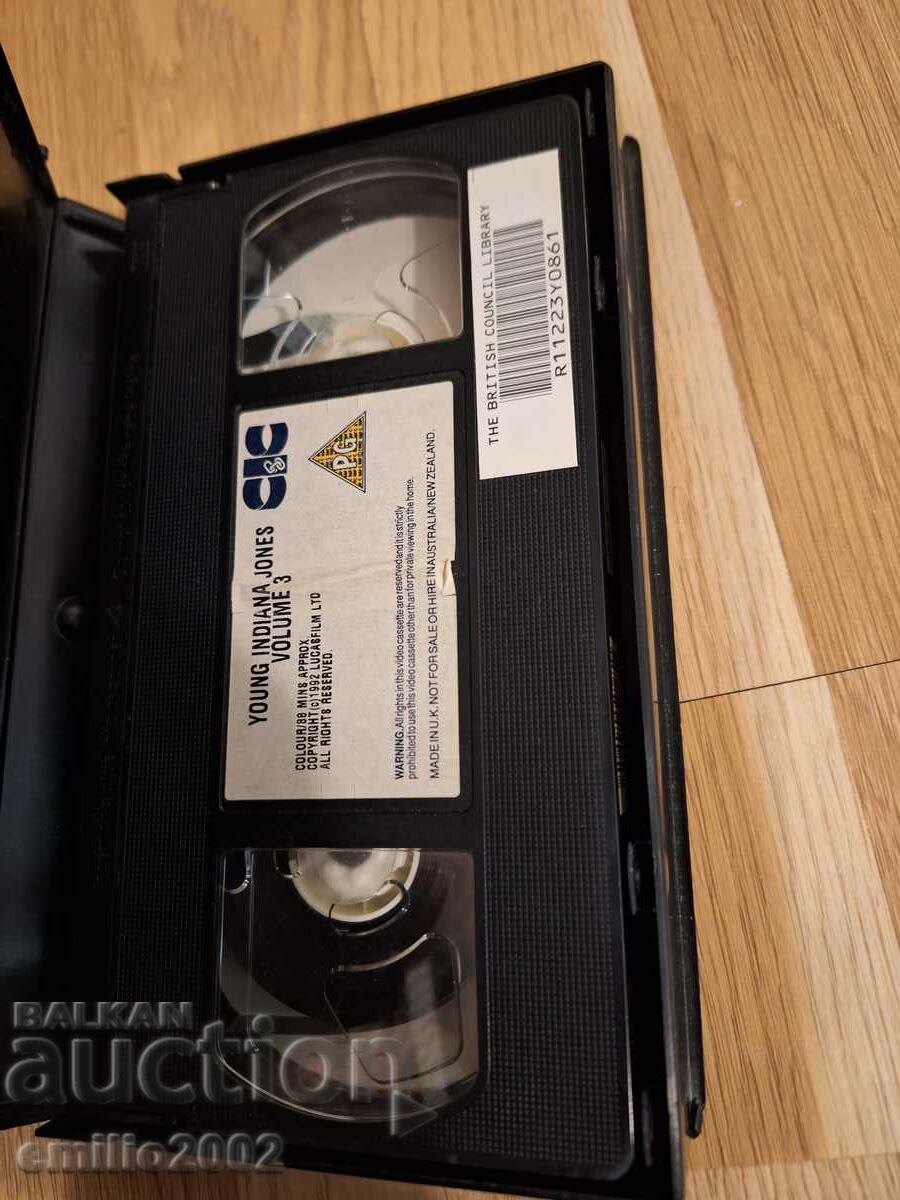 CIC
PG
YOUNG INDIANA JONES
VOLUME 3
COLOUR/88 MINS APPROX
COPYRIGHT(c)1992 LUCASFILM LTD
ALL RIGHTS RESERVED.
WARNING. All rights in this video cassette are reserved and it is strictly
prohibited to use this video cassette other than for private viewing in the home.
MADE IN U.K. NOT FOR SALE OR HIRE IN AUSTRALIA/NEW ZEALAND.
THE BRITISH COUNCIL LIBRARY
R11223Y0861
BALKAN
auction
emilio2002